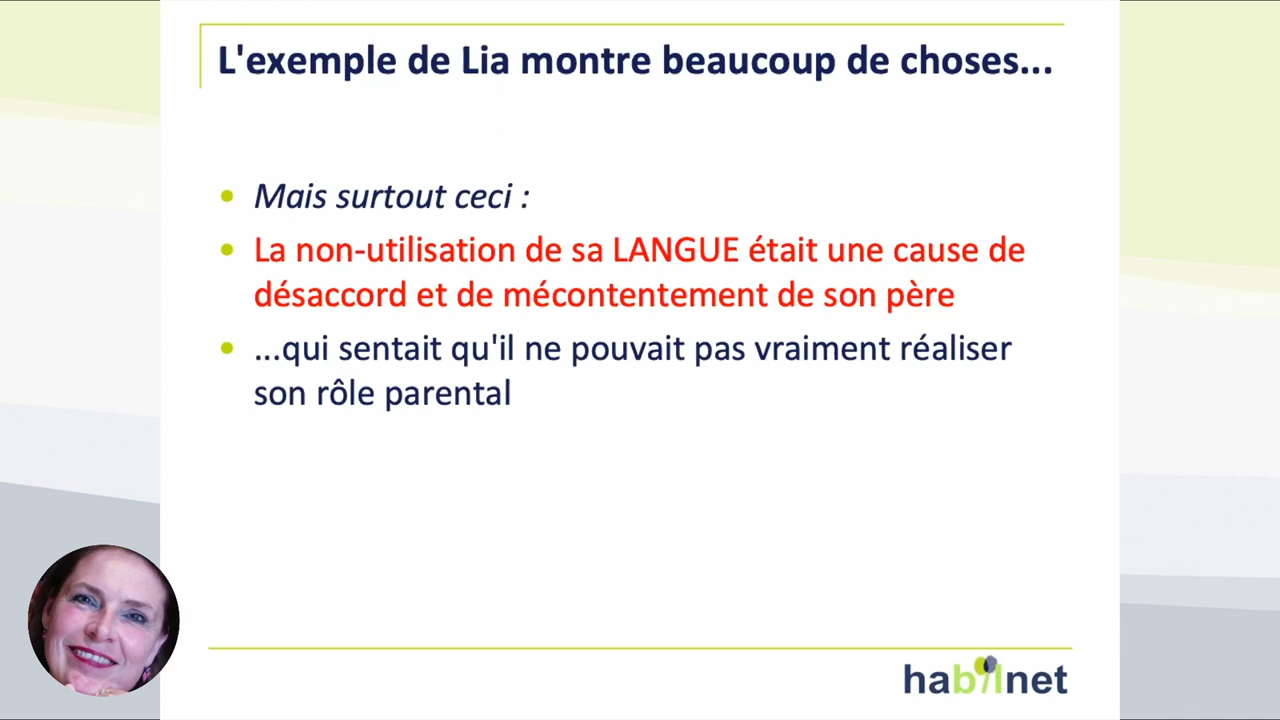 L'exemple de Lia montre beaucoup de choses...
• Mais surtout ceci :
• La non-utilisation de sa LANGUE était une cause de
désaccord et de mécontentement de son père
• ...qui sentait qu'il ne pouvait pas vraiment réaliser
son rôle parental
habilnet